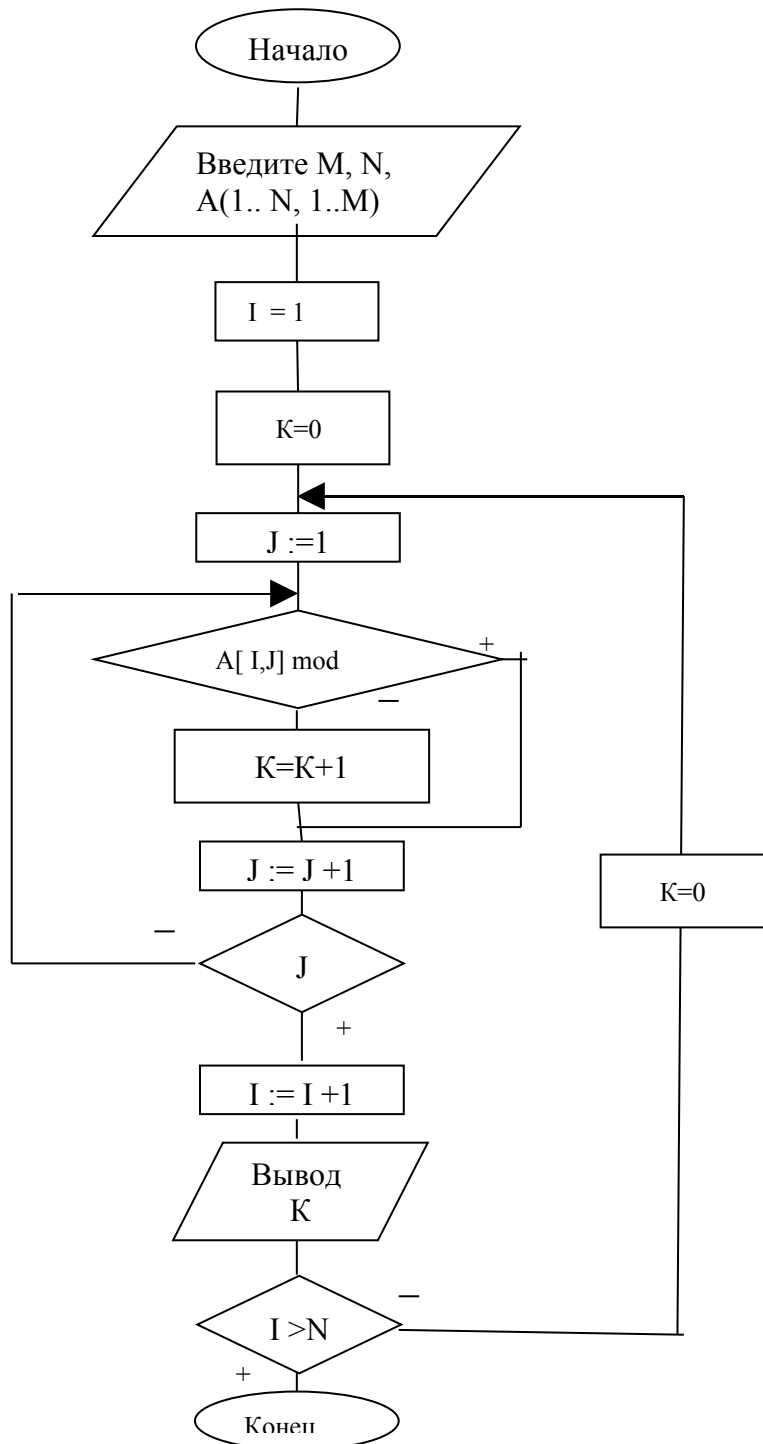 Начало
Введите M, N,
A(1.. N, 1..M)
I = 1
К=0
J :=1
A[ I,J] mod
+
–
К=К+1
J := J +1
К=0
–
J
+
I := I +1
Вывод
К
–
I >N
+
Конец